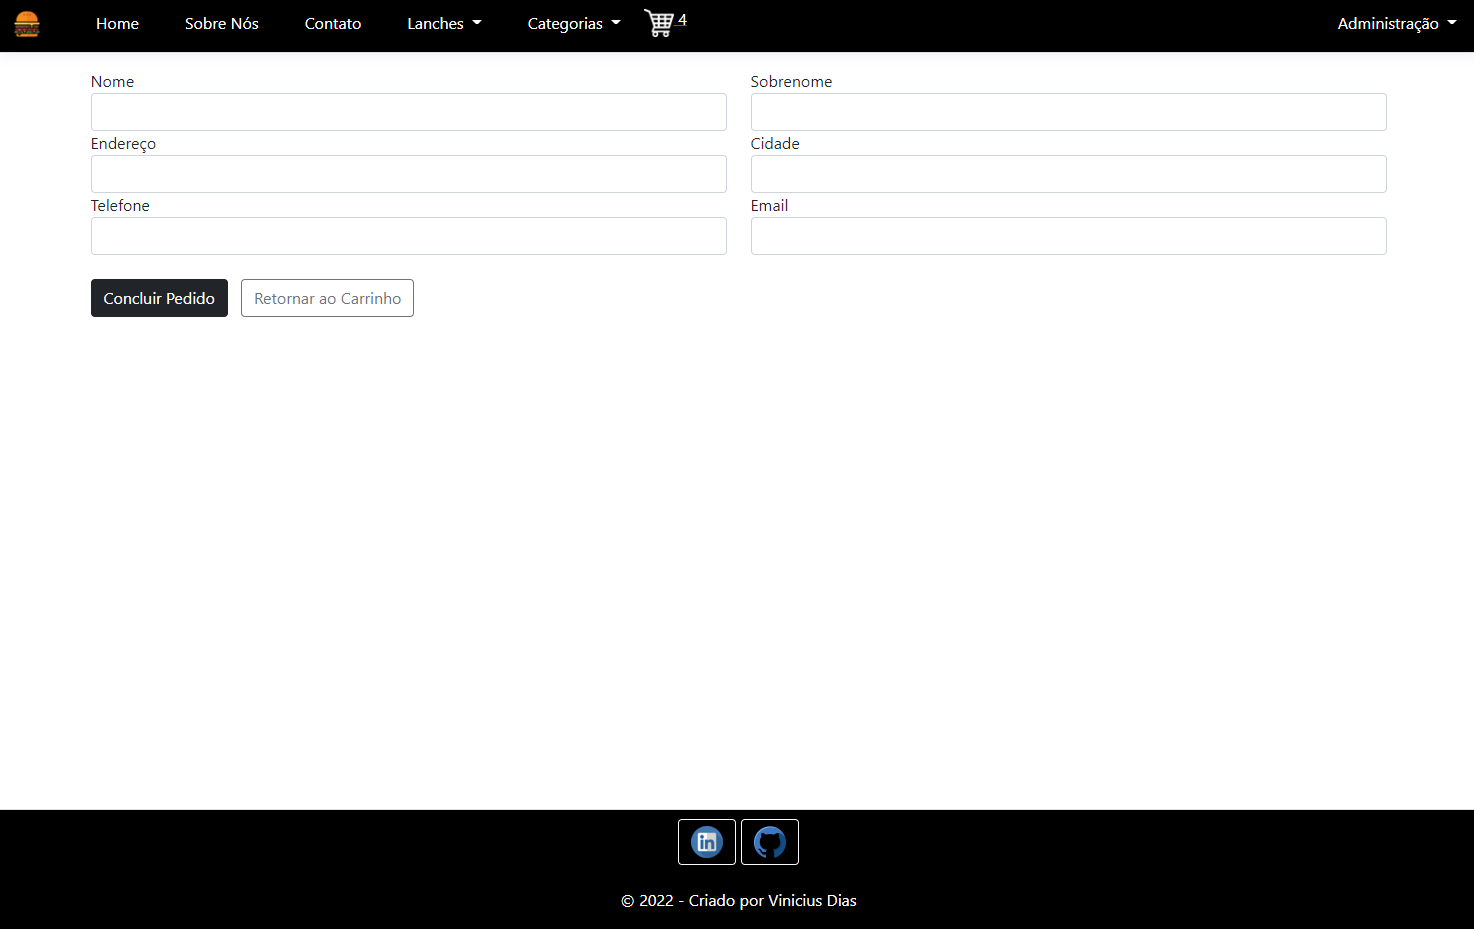 Home Sobre Nós Contato Lanches Categorias 4 Administração
Nome Sobrenome
Endereço Cidade
Telefone Email
Concluir Pedido Retornar ao Carrinho
in
© 2022 - Criado por Vinicius Dias